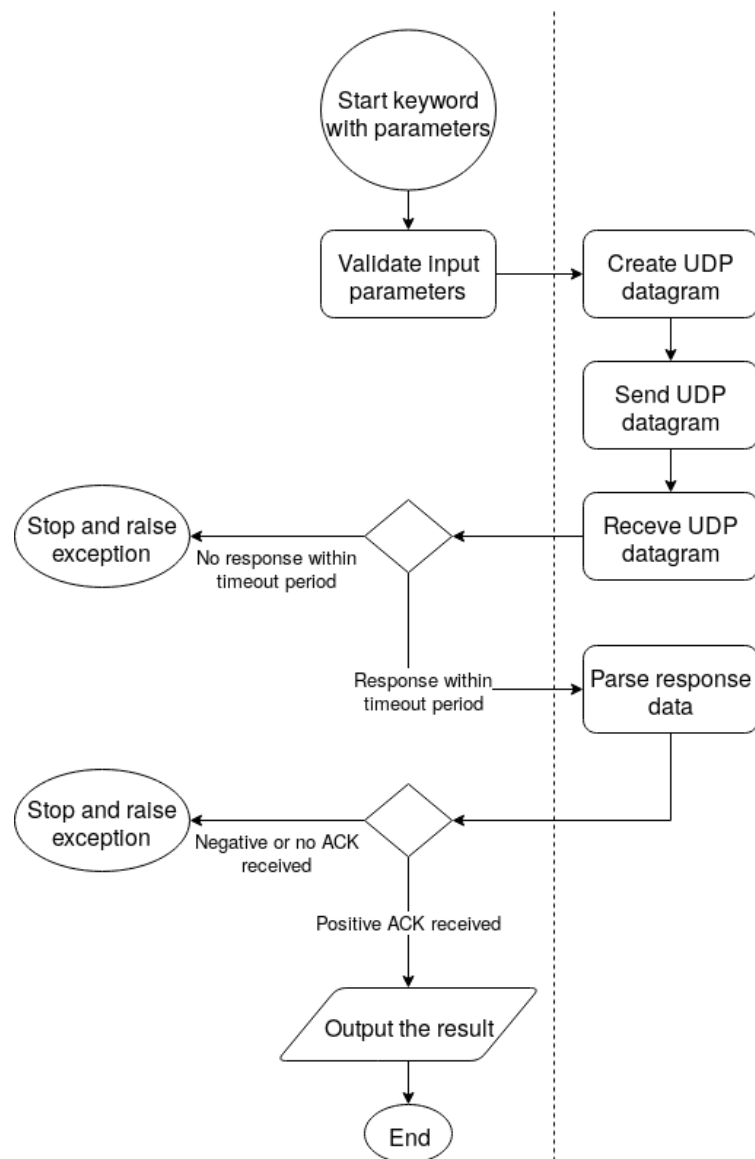 Start keyword
with parameters
Validate input
parameters
Create UDP
datagram
Send UDP
datagram
Receve UDP
datagram
Stop and raise
exception
No response within
timeout period
Response within
timeout period
Parse response
data
Stop and raise
exception
Negative or no ACK
received
Positive ACK received
Output the result
End